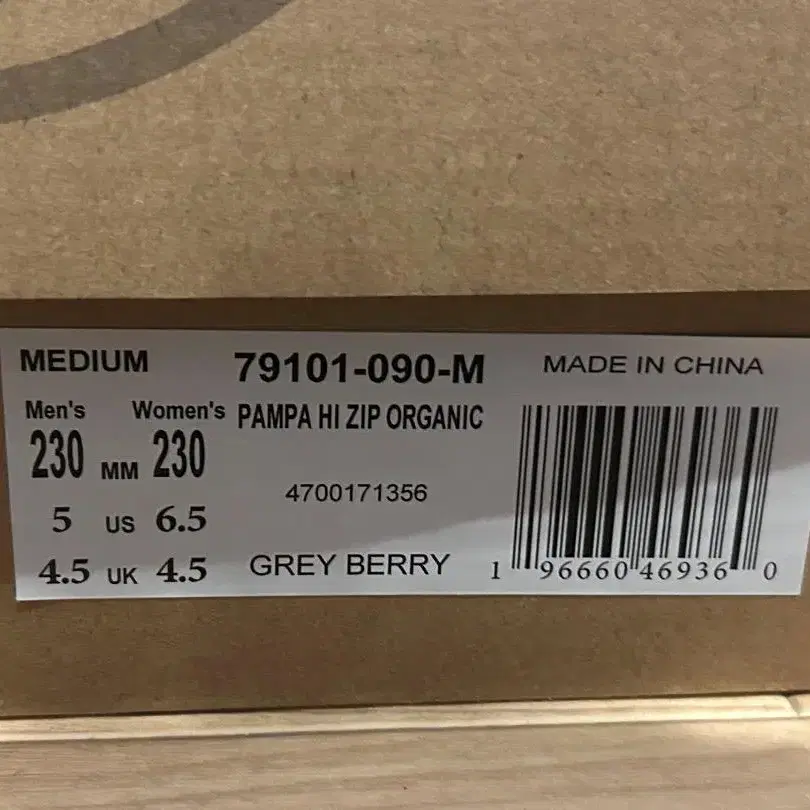 MEDIUM 79101-090-M MADE IN CHINA
Men's Women's PAMPA HI ZIP ORGANIC
230 MM 230
4700171356
5 US 6.5
4.5 UK 4.5 GREY BERRY
1 96660 46936 0